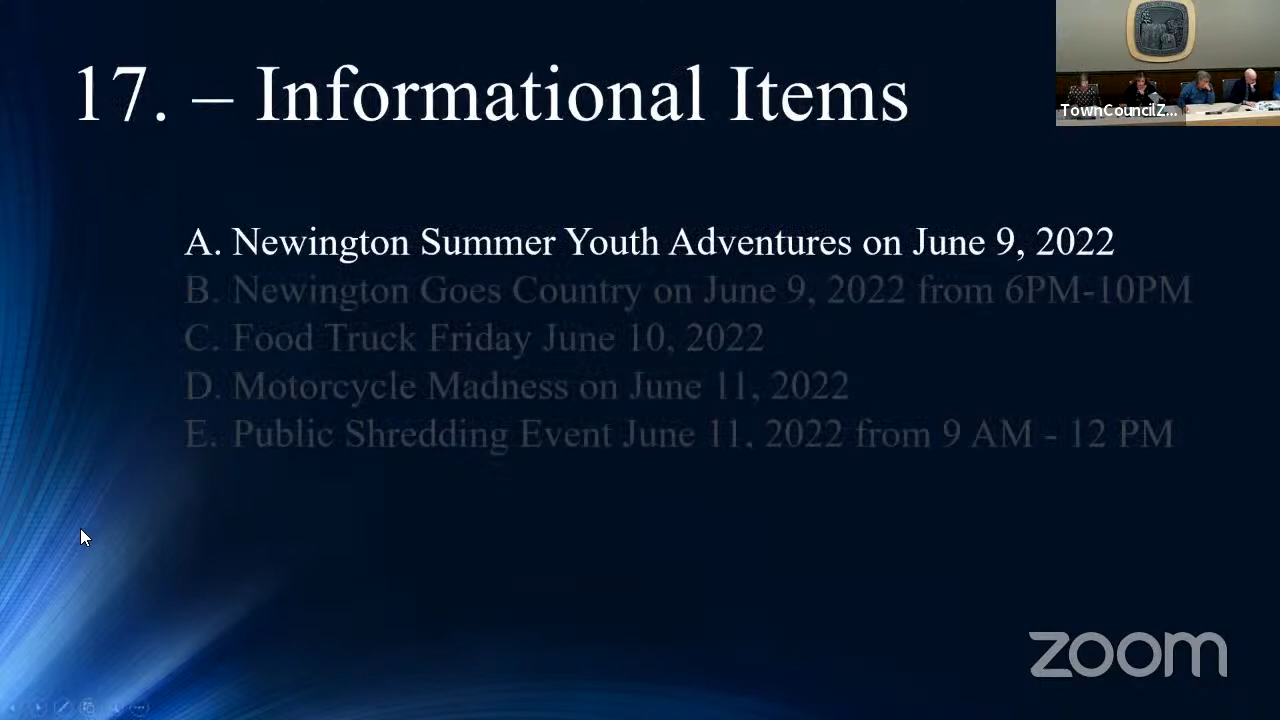 17. – Informational Items
TownCouncilZ...
A. Newington Summer Youth Adventures on June 9, 2022
B. Newington Goes Country on June 9, 2022 from 6PM-10PM
C. Food Truck Friday June 10, 2022
D. Motorcycle Madness on June 11, 2022
E. Public Shredding Event June 11, 2022 from 9 AM - 12 PM
zoom